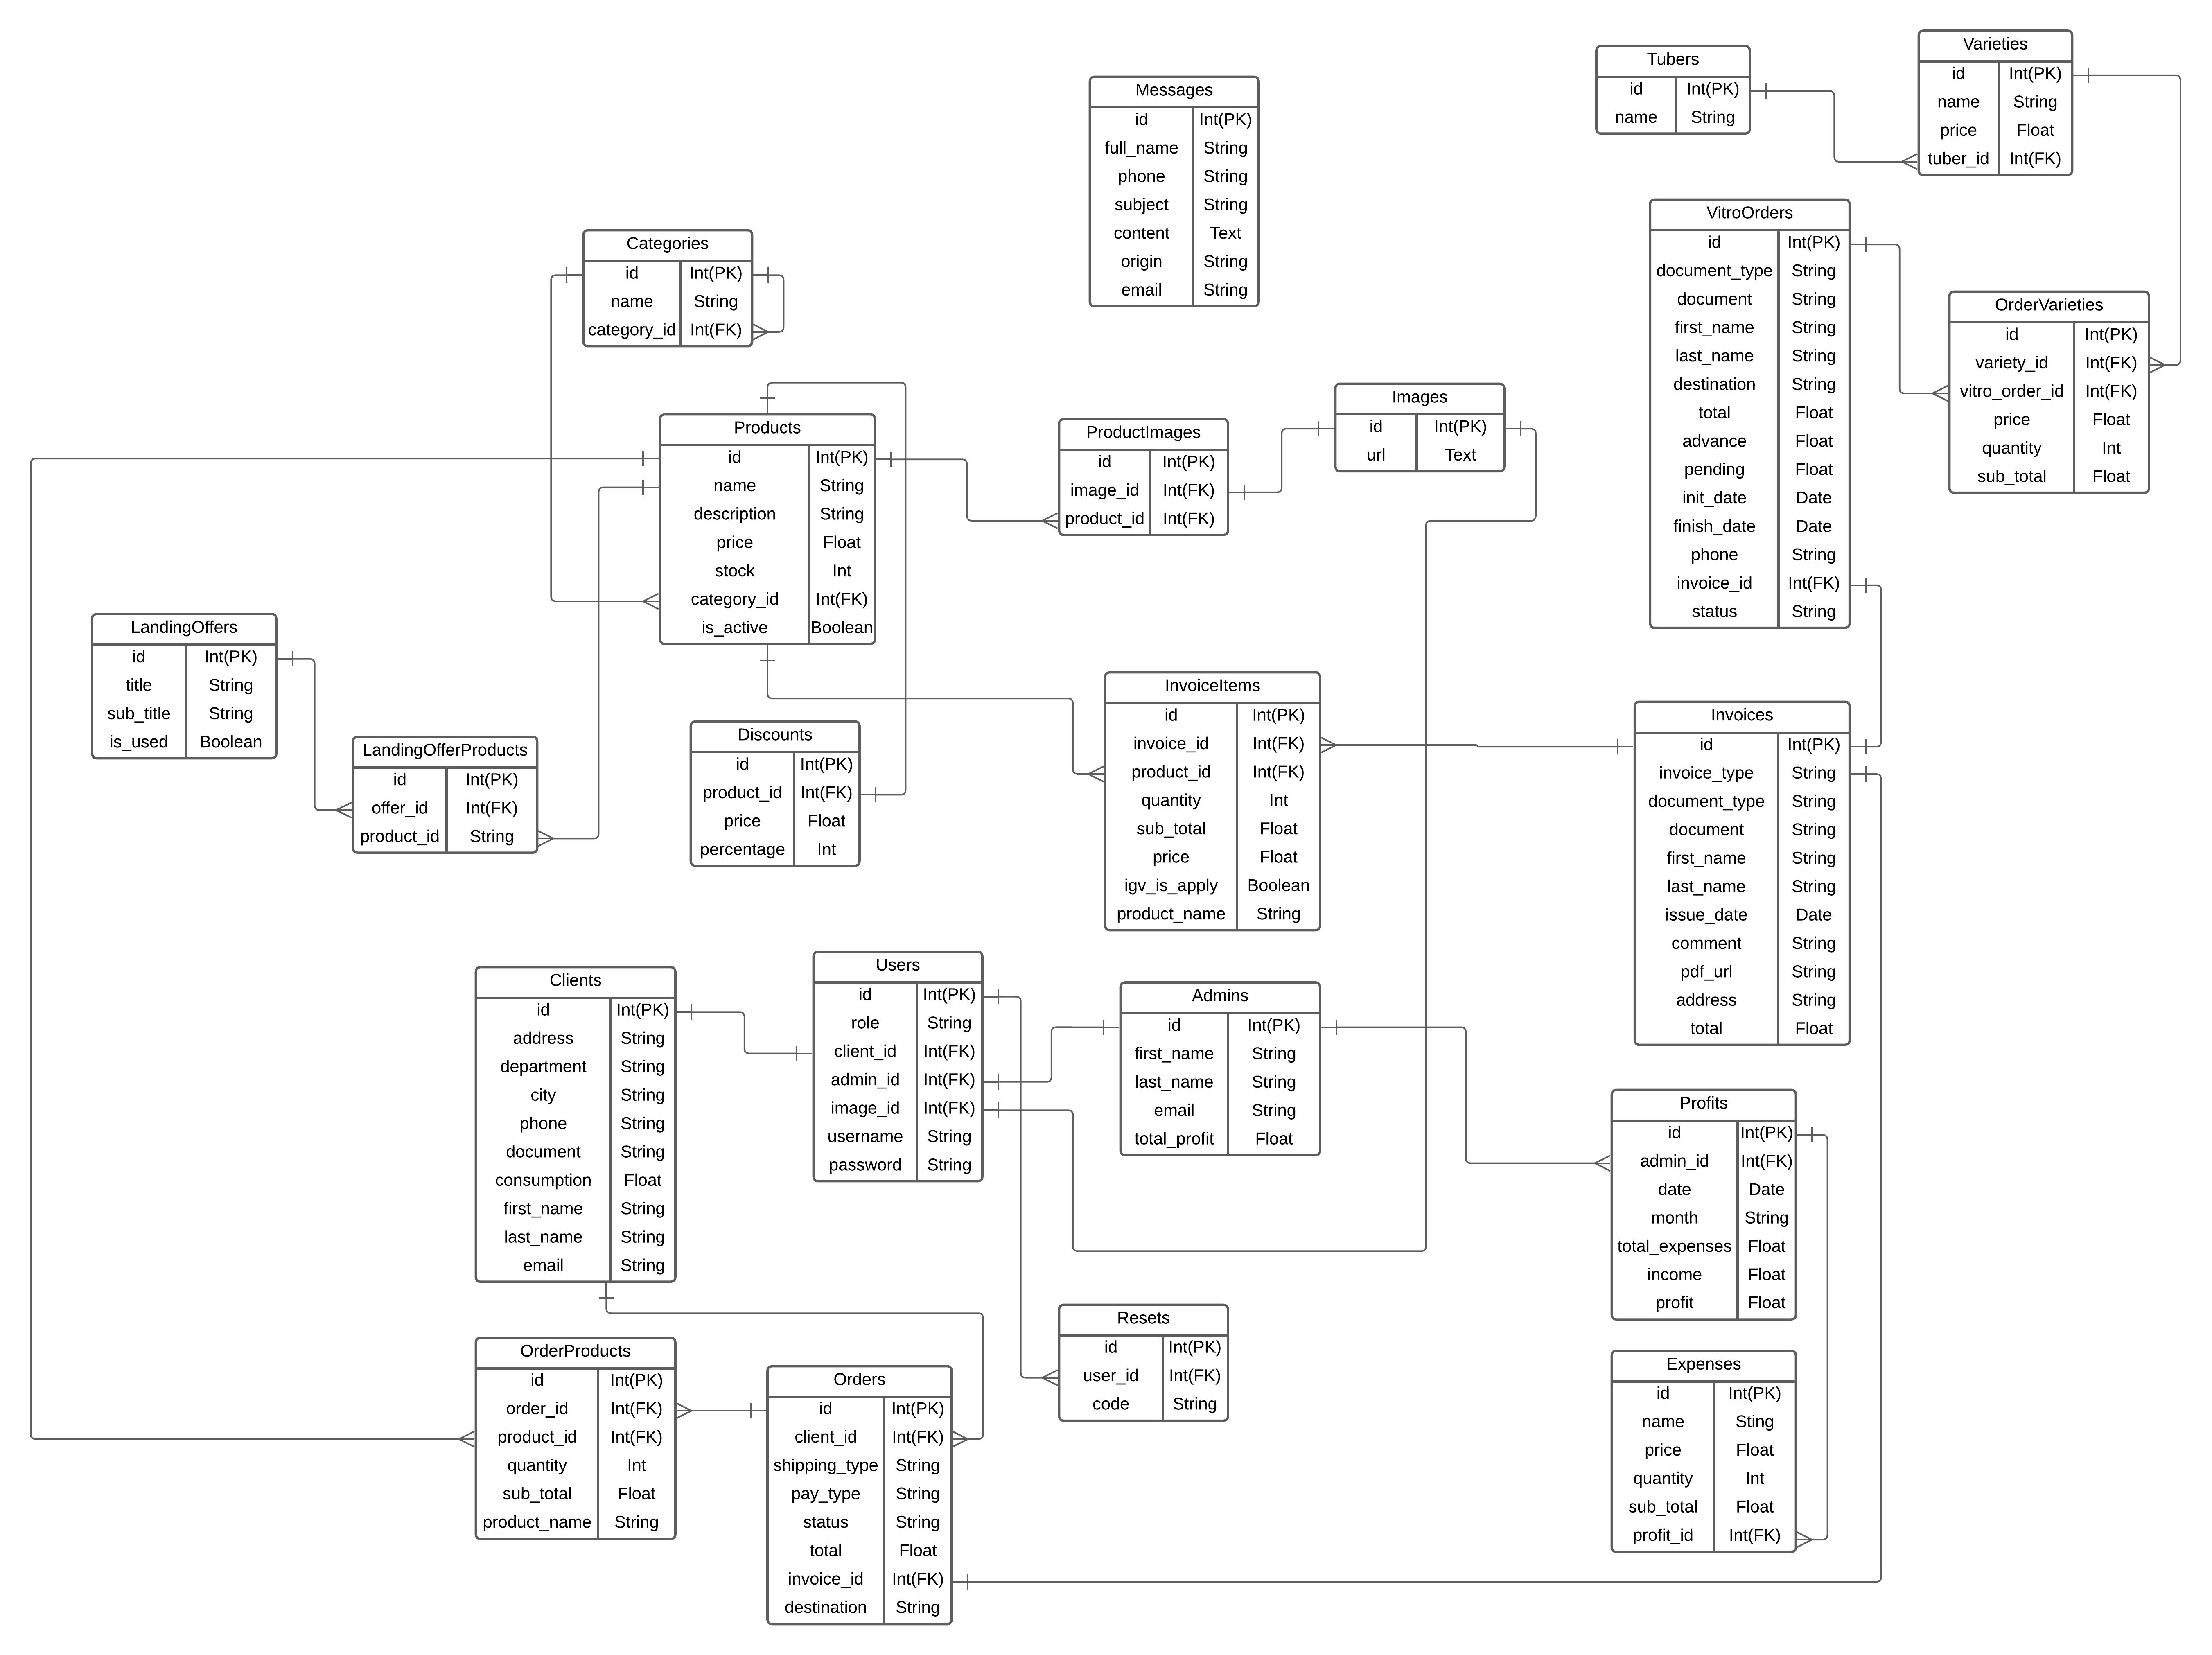 Tubers
id Int(PK)
name String
Varieties
id Int(PK)
name String
price Float
tuber_id Int(FK)
Messages
id Int(PK)
full_name String
phone String
subject String
content Text
origin String
email String
VitroOrders
id Int(PK)
document_type String
document String
first_name String
last_name String
destination String
total Float
advance Float
pending Float
init_date Date
finish_date Date
phone String
invoice_id Int(FK)
status String
Categories
id Int(PK)
name String
category_id Int(FK)
OrderVarieties
id Int(PK)
variety_id Int(FK)
vitro_order_id Int(FK)
price Float
quantity Int
sub_total Float
Products
id Int(PK)
name String
description String
price Float
stock Int
category_id Int(FK)
is_active Boolean
ProductImages
id Int(PK)
image_id Int(FK)
product_id Int(FK)
Images
id Int(PK)
url Text
LandingOffers
id Int(PK)
title String
sub_title String
is_used Boolean
LandingOfferProducts
id Int(PK)
offer_id Int(FK)
product_id String
Discounts
id Int(PK)
product_id Int(FK)
price Float
percentage Int
InvoiceItems
id Int(PK)
invoice_id Int(FK)
product_id Int(FK)
quantity Int
sub_total Float
price Float
igv_is_apply Boolean
product_name String
Invoices
id Int(PK)
invoice_type String
document_type String
document String
first_name String
last_name String
issue_date Date
comment String
pdf_url String
address String
total Float
Clients
id Int(PK)
address String
department String
city String
phone String
document String
consumption Float
first_name String
last_name String
email String
Users
id Int(PK)
role String
client_id Int(FK)
admin_id Int(FK)
image_id Int(FK)
username String
password String
Admins
id Int(PK)
first_name String
last_name String
email String
total_profit Float
Profits
id Int(PK)
admin_id Int(FK)
date Date
month String
total_expenses Float
income Float
profit Float
OrderProducts
id Int(PK)
order_id Int(FK)
product_id Int(FK)
quantity Int
sub_total Float
product_name String
Orders
id Int(PK)
client_id Int(FK)
shipping_type String
pay_type String
status String
total Float
invoice_id Int(FK)
destination String
Resets
id Int(PK)
user_id Int(FK)
code String
Expenses
id Int(PK)
name Sting
price Float
quantity Int
sub_total Float
profit_id Int(FK)